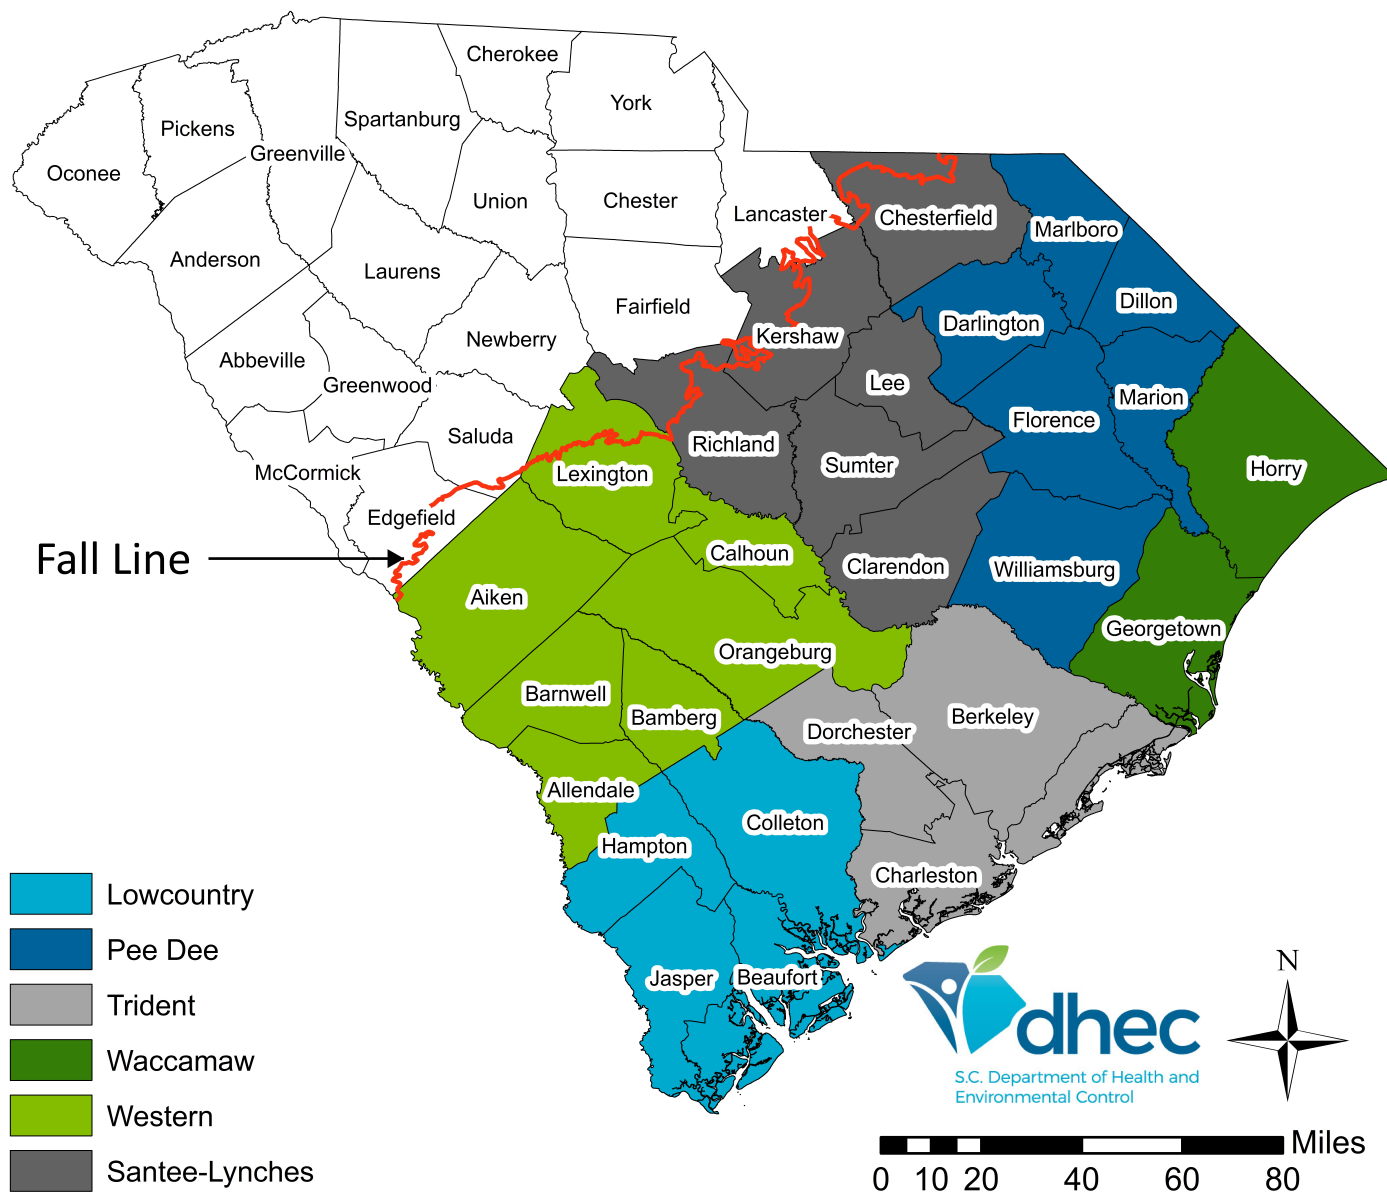 Cherokee
York
Spartanburg
Pickens
Greenville
Oconee
Union
Chester
Lancaster
Chesterfield
Marlboro
Anderson
Laurens
Fairfield
Dillon
Darlington
Newberry
Kershaw
Abbeville
Greenwood
Lee
Marion
Florence
Saluda
Richland
McCormick
Lexington
Sumter
Horry
Edgefield
Fall Line
Calhoun
Clarendon
Williamsburg
Aiken
Georgetown
Orangeburg
Barnwell
Bamberg
Berkeley
Dorchester
Allendale
Colleton
Hampton
Charleston
Jasper
Beaufort
Lowcountry
Pee Dee
Trident
Waccamaw
Western
Santee-Lynches
dhec
S.C. Department of Health and
Environmental Control
N
Miles
0 10 20 40 60 80